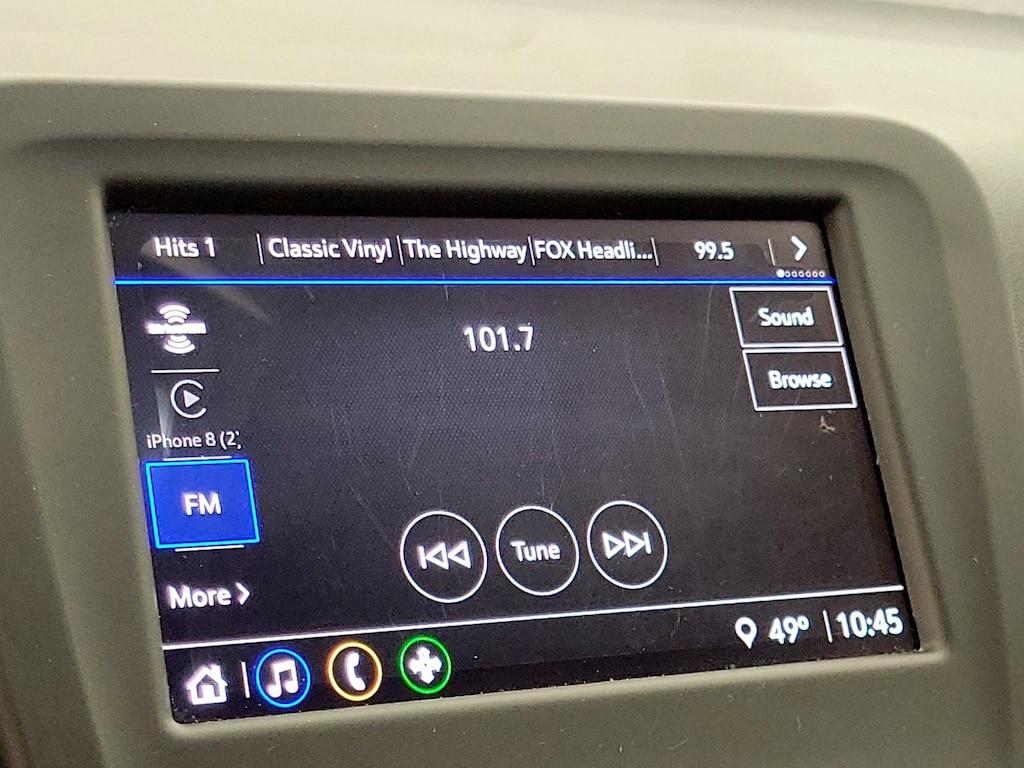 Hits 1 | Classic Vinyl | The Highway | FOX Headli... | 99.5
Sound
101.7
Browse
iPhone 8 (2)
FM
Tune
More >
49° | 10:45